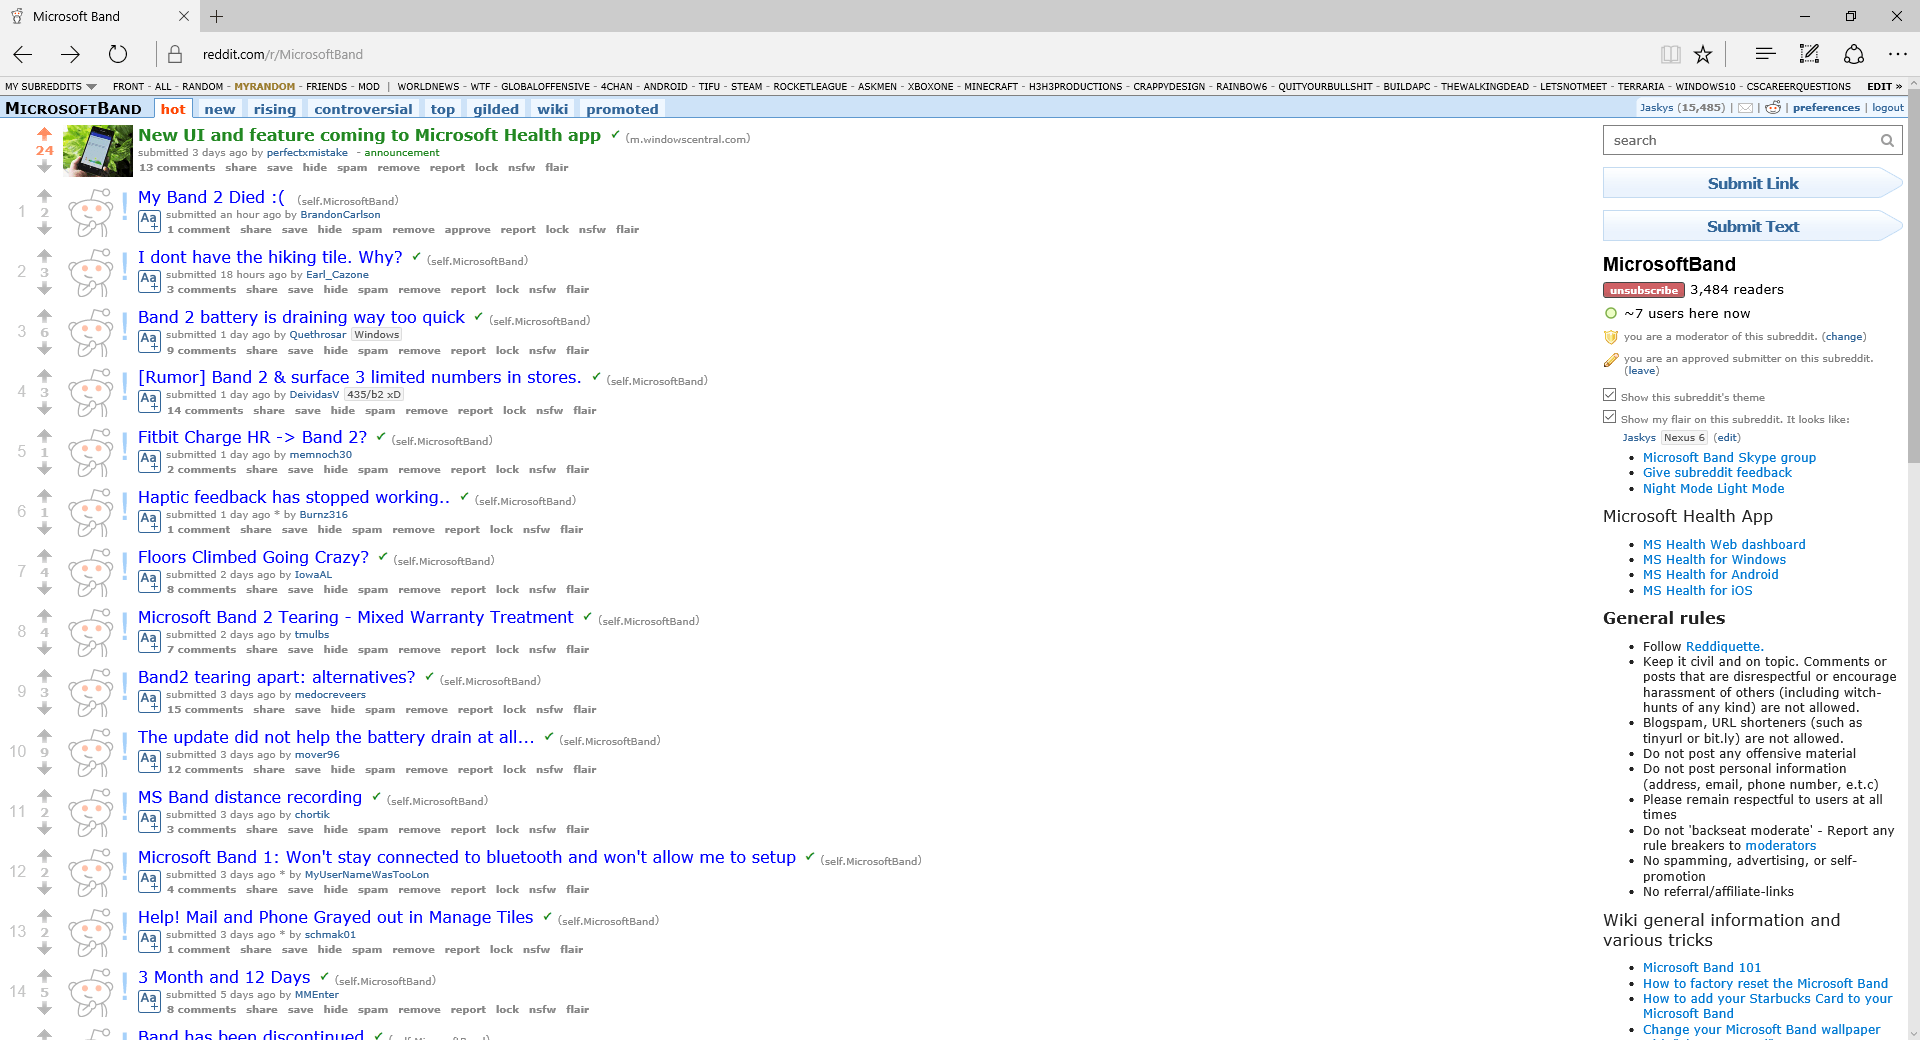 Microsoft Band
reddit.com/r/MicrosoftBand
MY SUBREDDITS FRONT - ALL - RANDOM - MYRANDOM - FRIENDS - MOD | WORLDNEWS - WTF - GLOBALOFFENSIVE - 4CHAN - ANDROID - TIFU - STEAM - ROCKETLEAGUE - ASKMEN - XBOXONE - MINECRAFT - H3H3PRODUCTIONS - CRAPPYDESIGN - RAINBOW6 - QUITYOURBULLSHIT - BUILDAPC - THEWALKINGDEAD - LETSNOTMEET - TERRARIA - WINDOWS10 - CSCAREERQUESTIONS EDIT »
MICROSOFTBAND hot new rising controversial top gilded wiki promoted
Jaskys (15,485) | | | preferences | logout
24
New UI and feature coming to Microsoft Health app ✓ (m.windowscentral.com)
submitted 3 days ago by perfectxmistake - announcement
13 comments share save hide spam remove report lock nsfw flair
1 2
My Band 2 Died :( (self.MicrosoftBand)
Aa+ submitted an hour ago by BrandonCarlson
1 comment share save hide spam remove approve report lock nsfw flair
2 3
I dont have the hiking tile. Why? ✓ (self.MicrosoftBand)
Aa+ submitted 18 hours ago by Earl_Cazone
3 comments share save hide spam remove report lock nsfw flair
3 6
Band 2 battery is draining way too quick ✓ (self.MicrosoftBand)
Aa+ submitted 1 day ago by Quethrosar Windows
9 comments share save hide spam remove report lock nsfw flair
4 3
[Rumor] Band 2 & surface 3 limited numbers in stores. ✓ (self.MicrosoftBand)
Aa+ submitted 1 day ago by DeividasV 435/b2 xD
14 comments share save hide spam remove report lock nsfw flair
5 1
Fitbit Charge HR -> Band 2? ✓ (self.MicrosoftBand)
Aa+ submitted 1 day ago by memnoch30
2 comments share save hide spam remove report lock nsfw flair
6 1
Haptic feedback has stopped working.. ✓ (self.MicrosoftBand)
Aa+ submitted 1 day ago * by Burnz316
1 comment share save hide spam remove report lock nsfw flair
7 4
Floors Climbed Going Crazy? ✓ (self.MicrosoftBand)
Aa+ submitted 2 days ago by IowaAL
8 comments share save hide spam remove report lock nsfw flair
8 4
Microsoft Band 2 Tearing - Mixed Warranty Treatment ✓ (self.MicrosoftBand)
Aa+ submitted 2 days ago by tmulbs
7 comments share save hide spam remove report lock nsfw flair
9 3
Band2 tearing apart: alternatives? ✓ (self.MicrosoftBand)
Aa+ submitted 3 days ago by medocreveers
15 comments share save hide spam remove report lock nsfw flair
10 9
The update did not help the battery drain at all... ✓ (self.MicrosoftBand)
Aa+ submitted 3 days ago by mover96
12 comments share save hide spam remove report lock nsfw flair
11 2
MS Band distance recording ✓ (self.MicrosoftBand)
Aa+ submitted 3 days ago by chortik
3 comments share save hide spam remove report lock nsfw flair
12 2
Microsoft Band 1: Won't stay connected to bluetooth and won't allow me to setup ✓ (self.MicrosoftBand)
Aa+ submitted 3 days ago * by MyUserNameWasTooLon
4 comments share save hide spam remove report lock nsfw flair
13 2
Help! Mail and Phone Grayed out in Manage Tiles ✓ (self.MicrosoftBand)
Aa+ submitted 3 days ago * by schmak01
1 comment share save hide spam remove report lock nsfw flair
14 5
3 Month and 12 Days ✓ (self.MicrosoftBand)
Aa+ submitted 5 days ago by MMEnter
8 comments share save hide spam remove report lock nsfw flair
Band has been discontinued ✓ (self.MicrosoftBand)
search
Submit Link
Submit Text
MicrosoftBand
unsubscribe 3,484 readers
~7 users here now
you are a moderator of this subreddit. (change)
you are an approved submitter on this subreddit.
(leave)
Show this subreddit's theme
Show my flair on this subreddit. It looks like:
Jaskys Nexus 6 (edit)
• Microsoft Band Skype group
• Give subreddit feedback
• Night Mode Light Mode
Microsoft Health App
• MS Health Web dashboard
• MS Health for Windows
• MS Health for Android
• MS Health for iOS
General rules
• Follow Reddiquette.
• Keep it civil and on topic. Comments or
posts that are disrespectful or encourage
harassment of others (including witch-
hunts of any kind) are not allowed.
• Blogspam, URL shorteners (such as
tinyurl or bit.ly) are not allowed.
• Do not post any offensive material
• Do not post personal information
(address, email, phone number, e.t.c)
• Please remain respectful to users at all
times
• Do not 'backseat moderate' - Report any
rule breakers to moderators
• No spamming, advertising, or self-
promotion
• No referral/affiliate-links
Wiki general information and
various tricks
• Microsoft Band 101
• How to factory reset the Microsoft Band
• How to add your Starbucks Card to your
Microsoft Band
• Change your Microsoft Band wallpaper